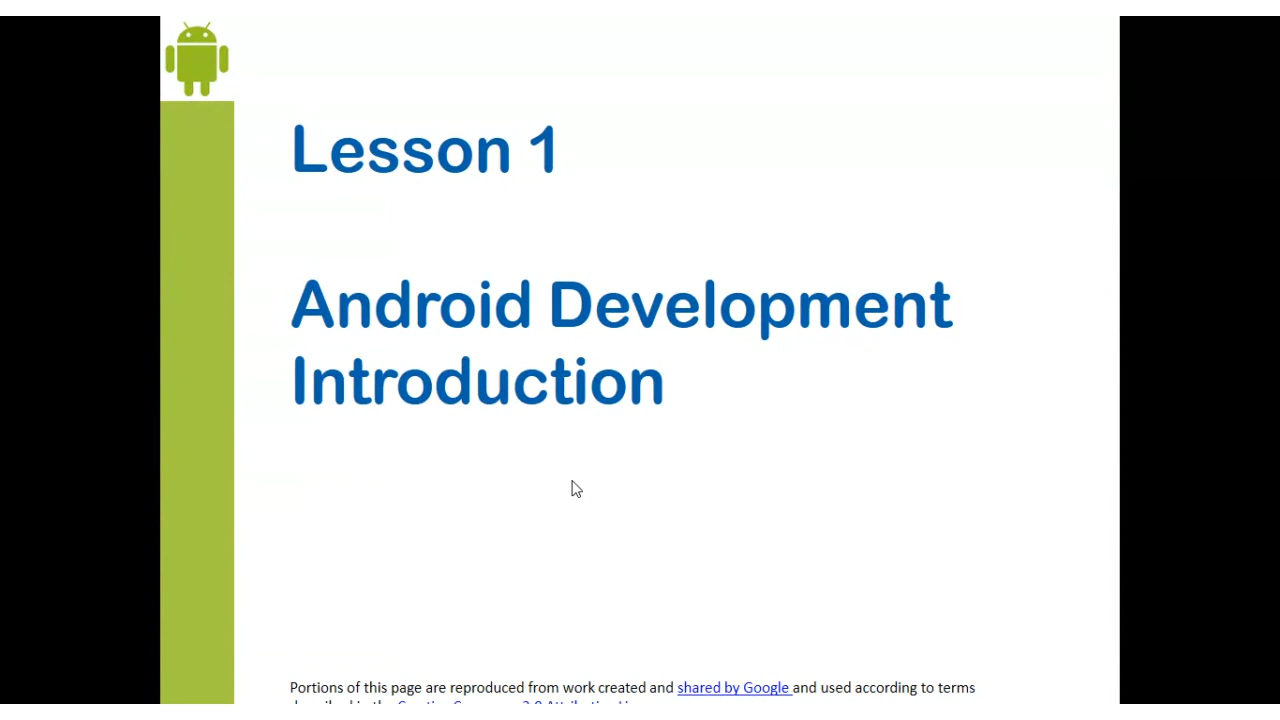 Lesson 1
Android Development
Introduction
Portions of this page are reproduced from work created and shared by Google and used according to terms